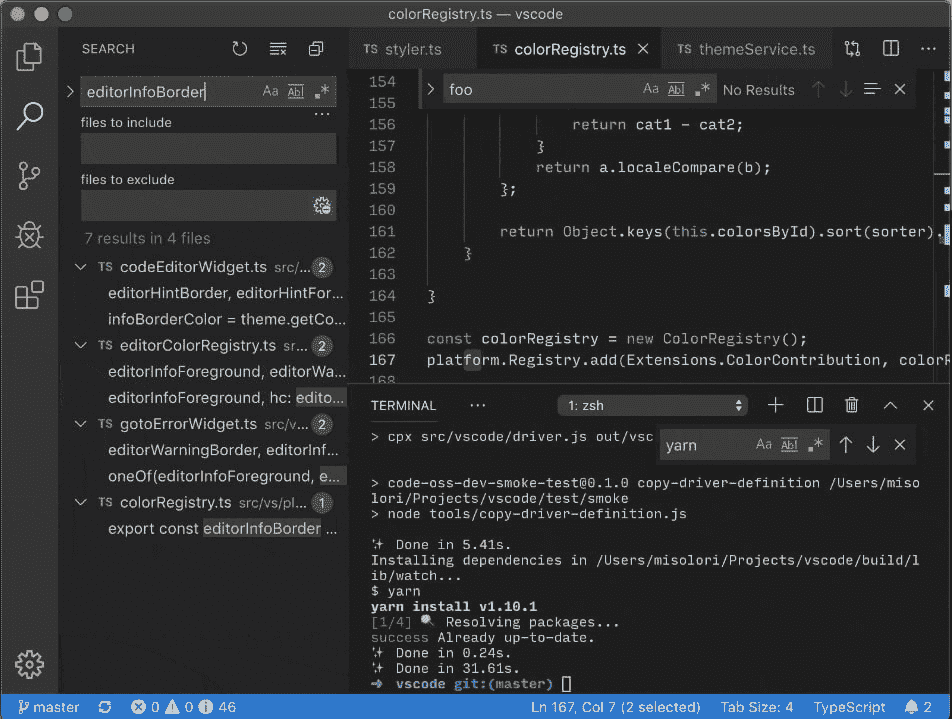 colorRegistry.ts — vscode
SEARCH
editorInfoBorder
Aa Abl .*
files to include
...
files to exclude
7 results in 4 files
TS codeEditorWidget.ts src/... 2
editorHintBorder, editorHintFor...
infoBorderColor = theme.getCo...
TS editorColorRegistry.ts sr... 2
editorInfoForeground, editorWa...
editorInfoForeground, hc: edito...
TS gotoErrorWidget.ts src/v... 2
editorWarningBorder, editorInf...
oneOf(editorInfoForeground, e...
TS colorRegistry.ts src/vs/pl... 1
export const editorInfoBorder ...
TS styler.ts
TS colorRegistry.ts
TS themeService.ts
foo
Aa Abl .*
No Results
154
155
156 return cat1 - cat2;
157 }
158 return a.localeCompare(b);
159 };
160
161 return Object.keys(this.colorsById).sort(sorter).
162 }
163
164 }
165
166 const colorRegistry = new ColorRegistry();
167 platform.Registry.add(Extensions.ColorContribution, colorR
168
TERMINAL
...
1: zsh
yarn
Aa Abl .*
> cpx src/vscode/driver.js out/vsc
> code-oss-dev-smoke-test@0.1.0 copy-driver-definition /Users/miso
lori/Projects/vscode/test/smoke
> node tools/copy-driver-definition.js
✨ Done in 5.41s.
Installing dependencies in /Users/misolori/Projects/vscode/build/l
ib/watch...
$ yarn
yarn install v1.10.1
[1/4] 🔍 Resolving packages...
success Already up-to-date.
✨ Done in 0.24s.
✨ Done in 31.61s.
→ vscode git:(master)
master
0 0 46
Ln 167, Col 7 (2 selected)
Tab Size: 4
TypeScript
2